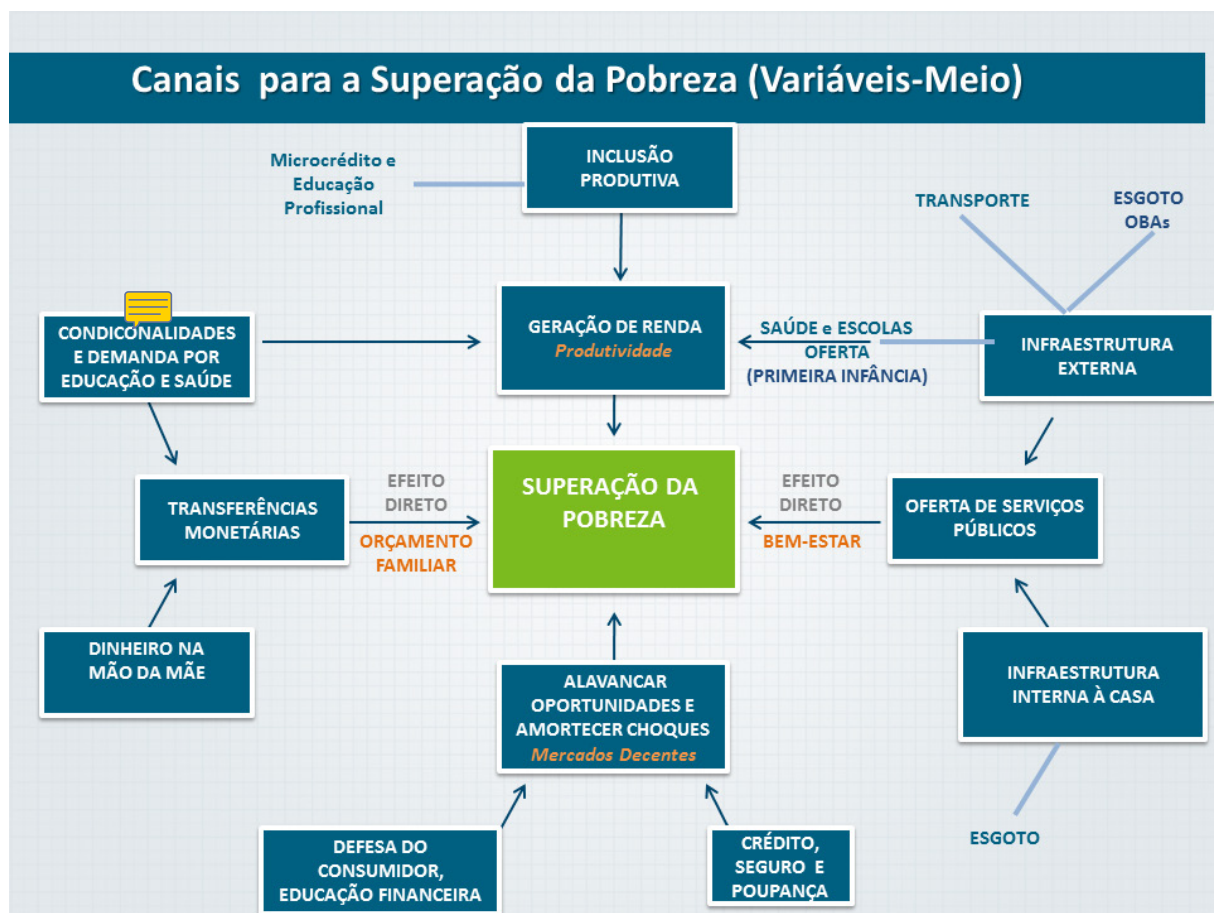 Canais para a Superação da Pobreza (Variáveis-Meio)
INCLUSÃO
PRODUTIVA
Microcrédito e
Educação
Profissional
TRANSPORTE
ESGOTO
OBAs
CONDICONALIDADES
E DEMANDA POR
EDUCAÇÃO E SAÚDE
GERAÇÃO DE RENDA
Produtividade
SAÚDE e ESCOLAS
OFERTA
(PRIMEIRA INFÂNCIA)
INFRAESTRUTURA
EXTERNA
TRANSFERÊNCIAS
MONETÁRIAS
EFEITO
DIRETO
ORÇAMENTO
FAMILIAR
SUPERAÇÃO DA
POBREZA
EFEITO
DIRETO
BEM-ESTAR
OFERTA DE SERVIÇOS
PÚBLICOS
DINHEIRO NA
MÃO DA MÃE
ALAVANCAR
OPORTUNIDADES E
AMORTECER CHOQUES
Mercados Decentes
INFRAESTRUTURA
INTERNA À CASA
ESGOTO
DEFESA DO
CONSUMIDOR,
EDUCAÇÃO FINANCEIRA
CRÉDITO,
SEGURO E
POUPANÇA